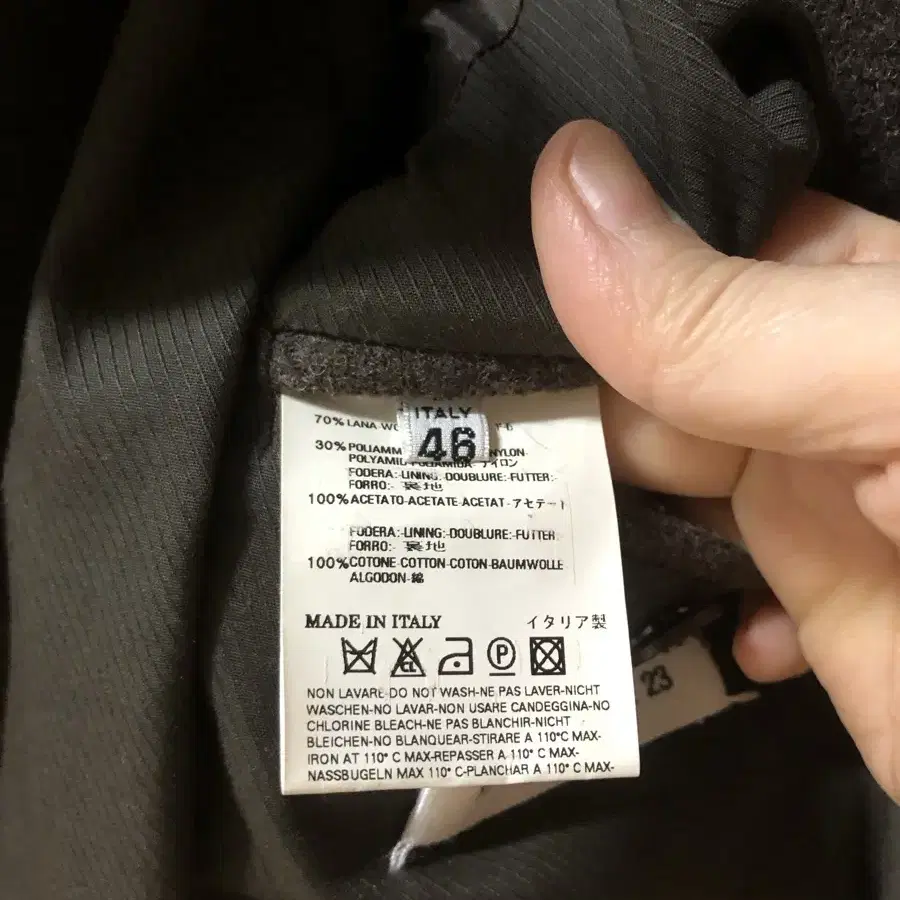 ITALY
46
70% LANA-WO
30% POLIAMM NYLON-
POLYAMID-POLIAMIDA-ナイロン
FODERA:-LINING:-DOUBLURE:-FUTTER:-
FORRO:- 裏地
100% ACETATO-ACETATE-ACETAT-アセテート
FODERA:-LINING:-DOUBLURE:-FUTTER:
FORRO:- 裏地
100% COTONE-COTTON-COTON-BAUMWOLLE
ALGODON-綿
MADE IN ITALY イタリア製
CL P
NON LAVARE-DO NOT WASH-NE PAS LAVER-NICHT
WASCHEN-NO LAVAR-NON USARE CANDEGGINA-NO
CHLORINE BLEACH-NE PAS BLANCHIR-NICHT
BLEICHEN-NO BLANQUEAR-STIRARE A 110°C MAX-
IRON AT 110° C MAX-REPASSER A 110° C MAX-
NASSBUGELN MAX 110° C-PLANCHAR A 110° C MAX-
23